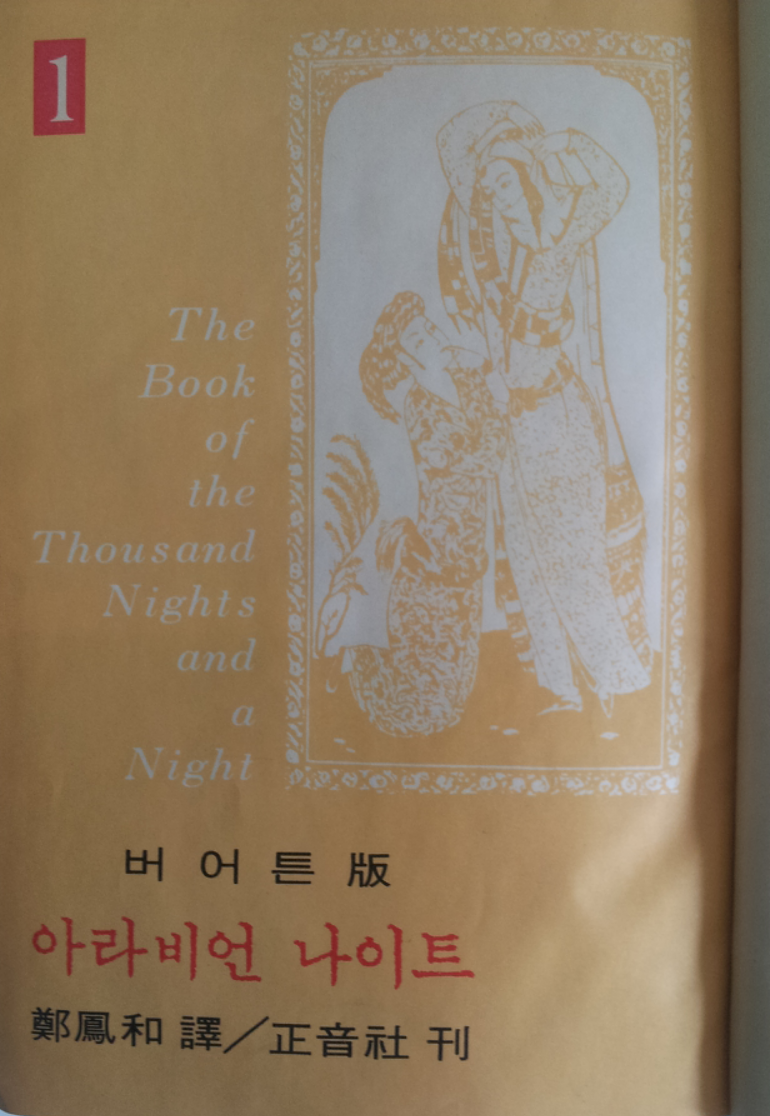 1
The
Book
of
the
Thousand
Nights
and
a
Night
버어튼版
아라비언 나이트
鄭鳳和 譯／正音社 刊